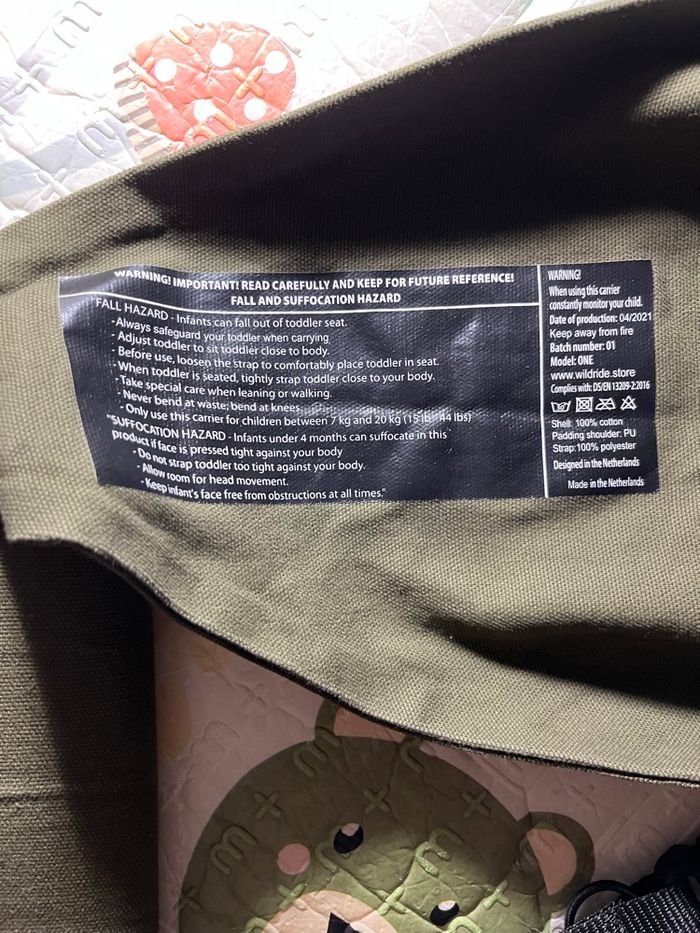 WARNING! IMPORTANT! READ CAREFULLY AND KEEP FOR FUTURE REFERENCE!
FALL AND SUFFOCATION HAZARD
"FALL HAZARD - Infants can fall out of toddler seat.
-Always safeguard your toddler when carrying
-Adjust toddler to sit toddler close to body.
-Before use, loosen the strap to comfortably place toddler in seat.
-When toddler is seated, tightly strap toddler close to your body.
-Take special care when leaning or walking.
-Never bend at waste; bend at knees.
-Only use this carrier for children between 7 kg and 20 kg (15 lb- 44 lbs)
"SUFFOCATION HAZARD - Infants under 4 months can suffocate in this
product if face is pressed tight against your body
-Do not strap toddler too tight against your body.
-Allow room for head movement.
-Keep infant's face free from obstructions at all times."
WARNING!
When using this carrier
constantly monitor your child.
Date of production: 04/2021
Keep away from fire
Batch number: 01
Model: ONE
www.wildride.store
Complies with: DS/EN 13209-2:2016
Shell: 100% cotton
Padding shoulder: PU
Strap:100% polyester
Designed in the Netherlands
Made in the Netherlands